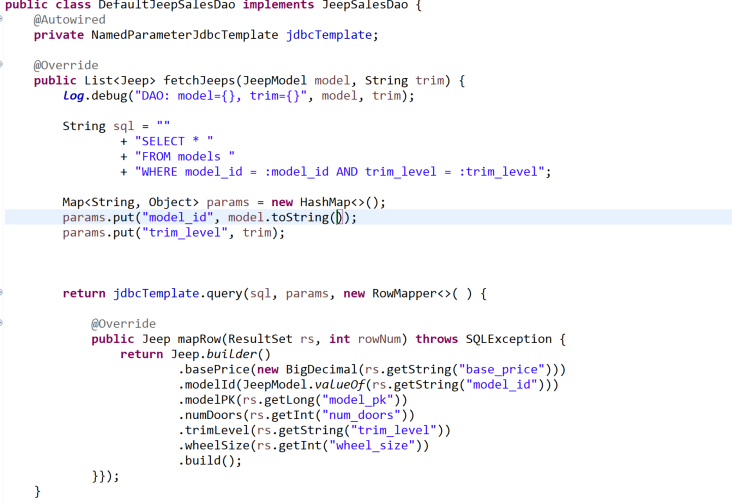 public class DefaultJeepSalesDao implements JeepSalesDao {
@Autowired
private NamedParameterJdbcTemplate jdbcTemplate;
@Override
public List<Jeep> fetchJeeps(JeepModel model, String trim) {
log.debug("DAO: model={}, trim={}", model, trim);
String sql = ""
+ "SELECT * "
+ "FROM models "
+ "WHERE model_id = :model_id AND trim_level = :trim_level";
Map<String, Object> params = new HashMap<>();
params.put("model_id", model.toString());
params.put("trim_level", trim);
return jdbcTemplate.query(sql, params, new RowMapper<>( ) {
@Override
public Jeep mapRow(ResultSet rs, int rowNum) throws SQLException {
return Jeep.builder()
.basePrice(new BigDecimal(rs.getString("base_price")))
.modelId(JeepModel.valueOf(rs.getString("model_id")))
.modelPK(rs.getLong("model_pk"))
.numDoors(rs.getInt("num_doors"))
.trimLevel(rs.getString("trim_level"))
.wheelSize(rs.getInt("wheel_size"))
.build();
}});
}